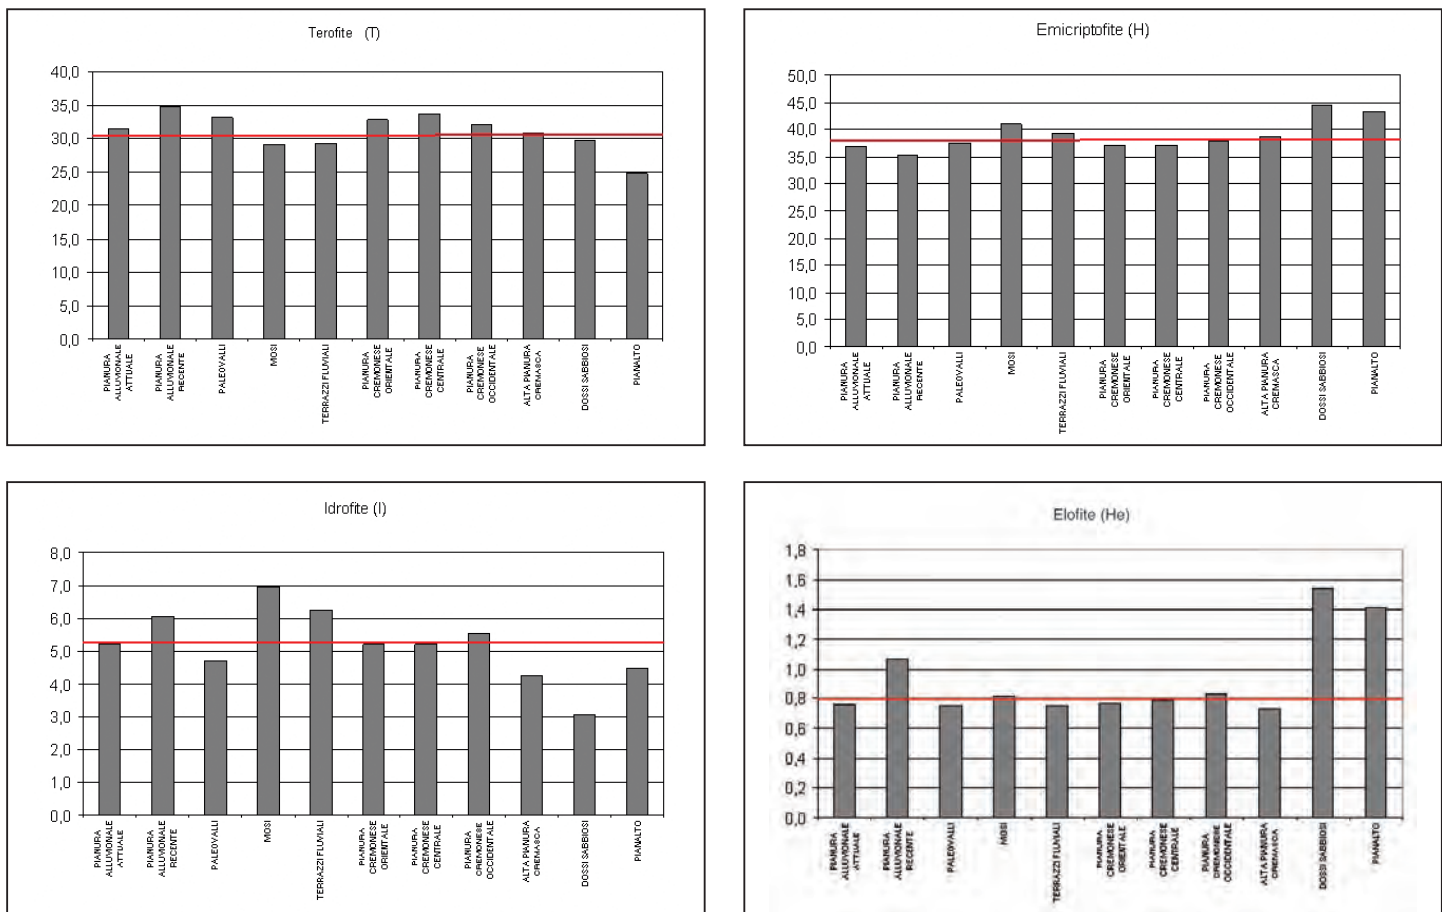 Terofite (T)
40,0
35,0
30,0
25,0
20,0
15,0
10,0
5,0
0,0
PIANURA
ALLUVIONALE
ATTUALE
PIANURA
ALLUVIONALE
RECENTE
PALEOVALLI
MOSI
TERRAZZI FLUVIALI
PIANURA
CREMONESE
ORIENTALE
PIANURA
CREMONESE
CENTRALE
PIANURA
CREMONESE
OCCIDENTALE
ALTA PIANURA
CREMASCA
DOSSI SABBIOSI
PIANALTO
Emicriptofite (H)
50,0
45,0
40,0
35,0
30,0
25,0
20,0
15,0
10,0
5,0
0,0
PIANURA
ALLUVIONALE
ATTUALE
PIANURA
ALLUVIONALE
RECENTE
PALEOVALLI
MOSI
TERRAZZI FLUVIALI
PIANURA
CREMONESE
ORIENTALE
PIANURA
CREMONESE
CENTRALE
PIANURA
CREMONESE
OCCIDENTALE
ALTA PIANURA
CREMASCA
DOSSI SABBIOSI
PIANALTO
Idrofite (I)
8,0
7,0
6,0
5,0
4,0
3,0
2,0
1,0
0,0
PIANURA
ALLUVIONALE
ATTUALE
PIANURA
ALLUVIONALE
RECENTE
PALEOVALLI
MOSI
TERRAZZI FLUVIALI
PIANURA
CREMONESE
ORIENTALE
PIANURA
CREMONESE
CENTRALE
PIANURA
CREMONESE
OCCIDENTALE
ALTA PIANURA
CREMASCA
DOSSI SABBIOSI
PIANALTO
Elofite (He)
1,8
1,6
1,4
1,2
1,0
0,8
0,6
0,4
0,2
0,0
PIANURA
ALLUVIONALE
ATTUALE
PIANURA
ALLUVIONALE
RECENTE
PALEOVALLI
MOSI
TERRAZZI FLUVIALI
PIANURA
CREMONESE
ORIENTALE
PIANURA
CREMONESE
CENTRALE
PIANURA
CREMONESE
OCCIDENTALE
ALTA PIANURA
CREMASCA
DOSSI SABBIOSI
PIANALTO